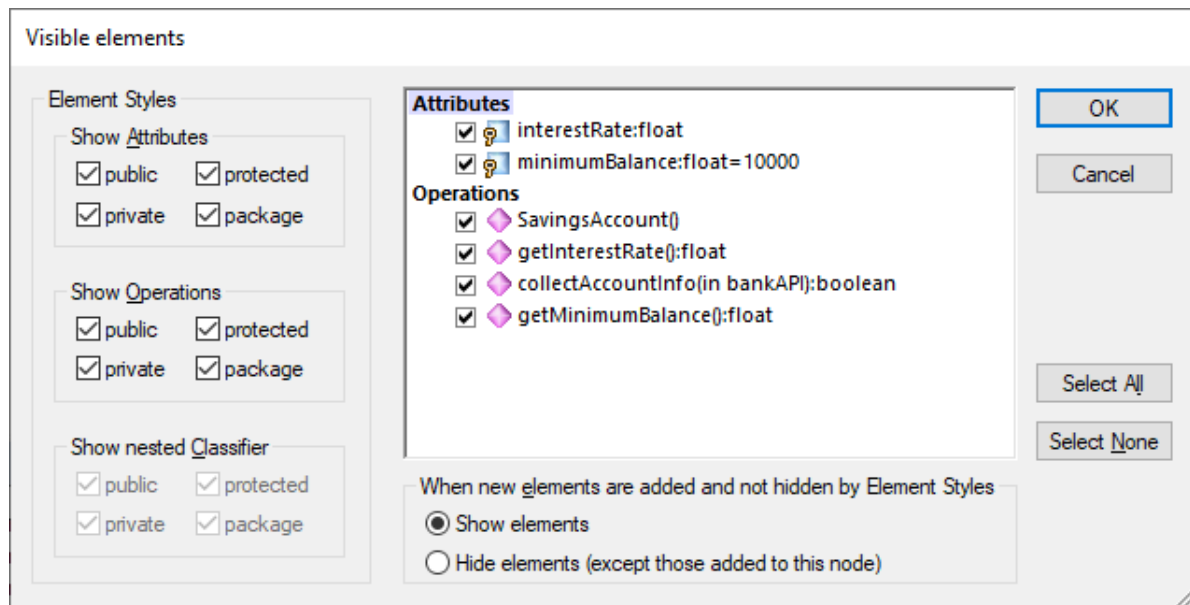 Visible elements
Element Styles
Show Attributes
public protected
private package
Show Operations
public protected
private package
Show nested Classifier
public protected
private package
Attributes
interestRate:float
minimumBalance:float=10000
Operations
SavingsAccount()
getInterestRate():float
collectAccountInfo(in bankAPI):boolean
getMinimumBalance():float
When new elements are added and not hidden by Element Styles
Show elements
Hide elements (except those added to this node)
OK
Cancel
Select All
Select None